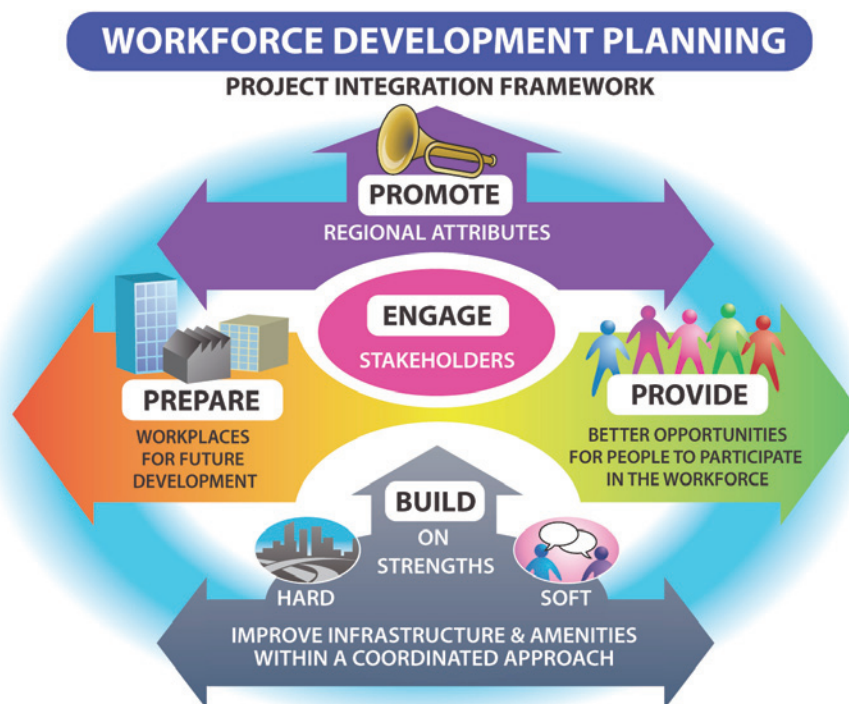 WORKFORCE DEVELOPMENT PLANNING
PROJECT INTEGRATION FRAMEWORK
PROMOTE
REGIONAL ATTRIBUTES
ENGAGE
STAKEHOLDERS
PREPARE
WORKPLACES
FOR FUTURE
DEVELOPMENT
PROVIDE
BETTER OPPORTUNITIES
FOR PEOPLE TO PARTICIPATE
IN THE WORKFORCE
BUILD
ON
STRENGTHS
HARD
SOFT
IMPROVE INFRASTRUCTURE & AMENITIES
WITHIN A COORDINATED APPROACH